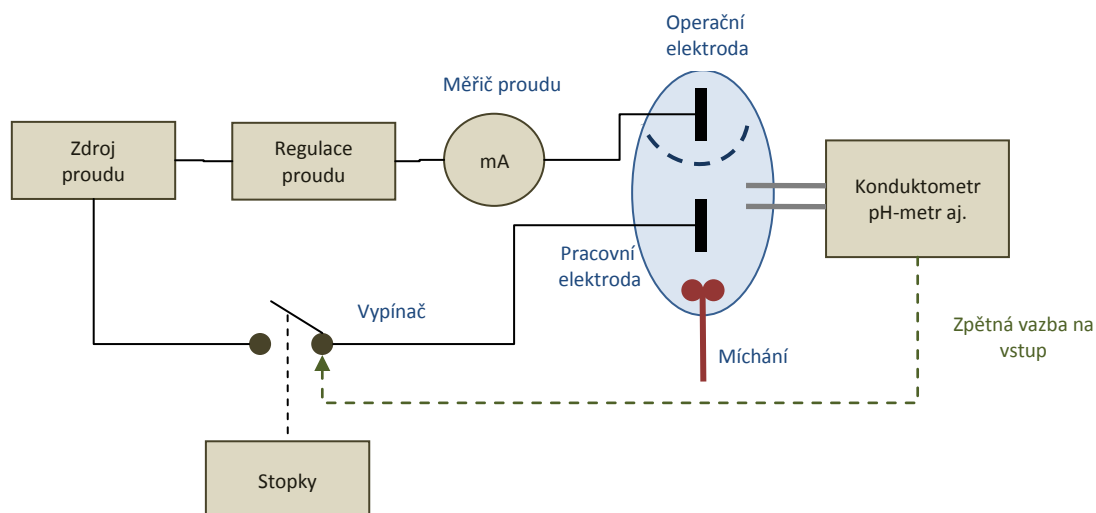 Operační
elektroda
Měřič proudu
Zdroj
proudu
Regulace
proudu
mA
Konduktometr
pH-metr aj.
Pracovní
elektroda
Vypínač
Zpětná vazba na
vstup
Míchání
Stopky